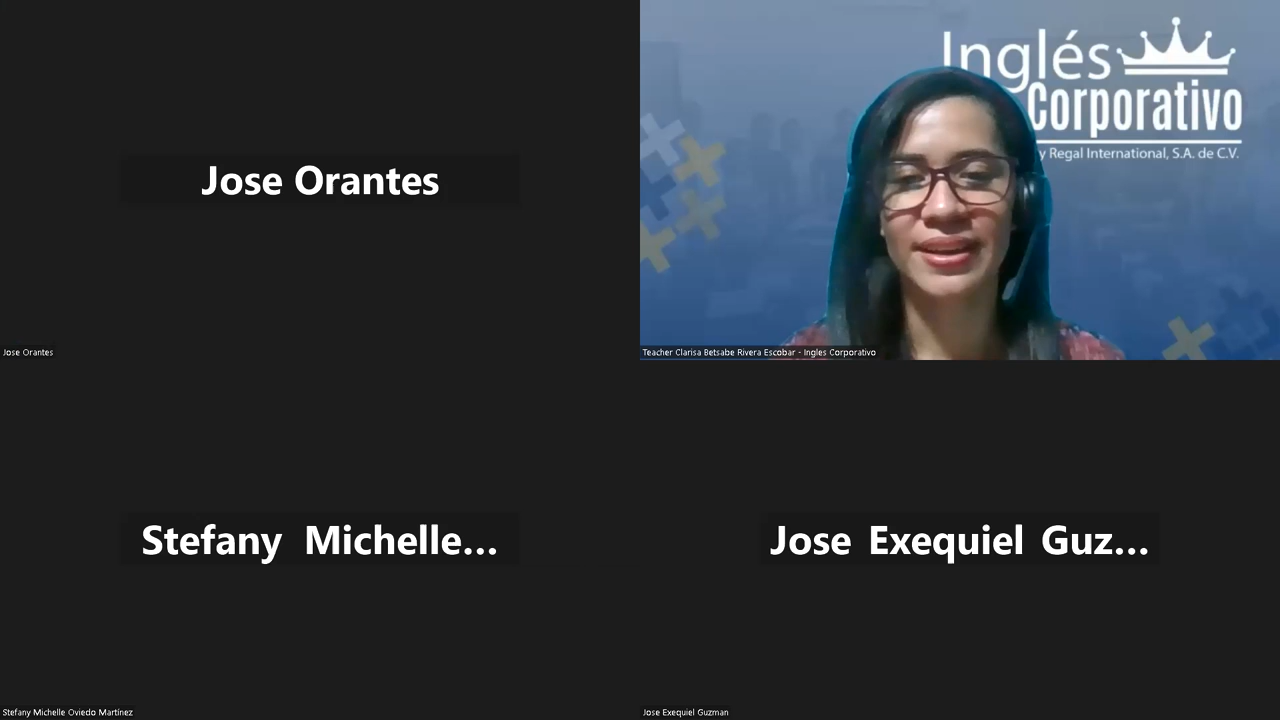 Jose Orantes
Jose Orantes
Inglés
Corporativo
y Regal International, S.A. de C.V.
Teacher Clarisa Betsabe Rivera Escobar - Ingles Corporativo
Stefany Michelle...
Stefany Michelle Oviedo Martínez
Jose Exequiel Guz...
Jose Exequiel Guzman